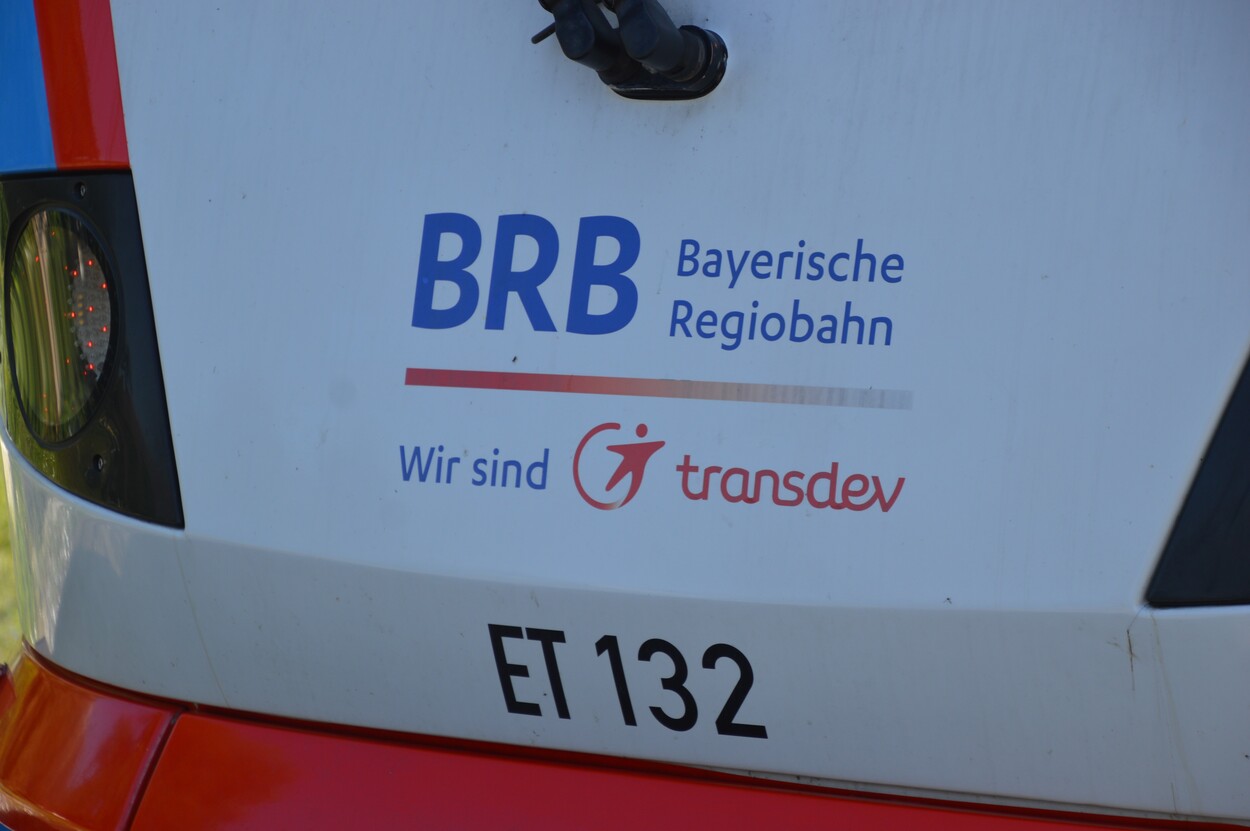 BRB Bayerische
Regiobahn
Wir sind transdev
ET 132